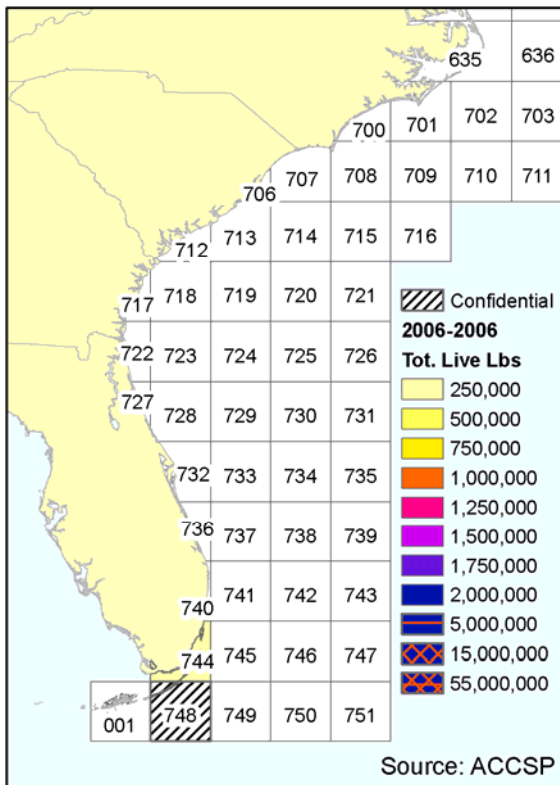 635 636
700 701 702 703
706 707 708 709 710 711
712 713 714 715 716
717 718 719 720 721
722 723 724 725 726
727 728 729 730 731
732 733 734 735
736 737 738 739
740 741 742 743
744 745 746 747
001 748 749 750 751
Confidential
2006-2006
Tot. Live Lbs
250,000
500,000
750,000
1,000,000
1,250,000
1,500,000
1,750,000
2,000,000
5,000,000
15,000,000
55,000,000
Source: ACCSP